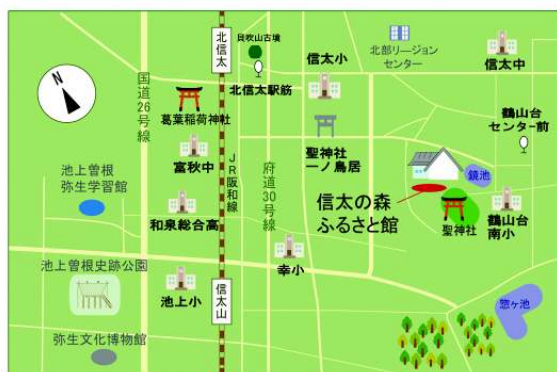 北信太
貝吹山古墳
北信太駅筋
信太小
北部リージョン
センター
信太中
N
国道26号線
葛葉稲荷神社
聖神社
一ノ鳥居
鶴山台
センター前
池上曽根
弥生学習館
富秋中
JR阪和線
府道30号線
鏡池
信太の森
ふるさと館
聖神社
鶴山台
南小
和泉総合高
池上曽根史跡公園
池上小
信太山
幸小
惣ヶ池
弥生文化博物館